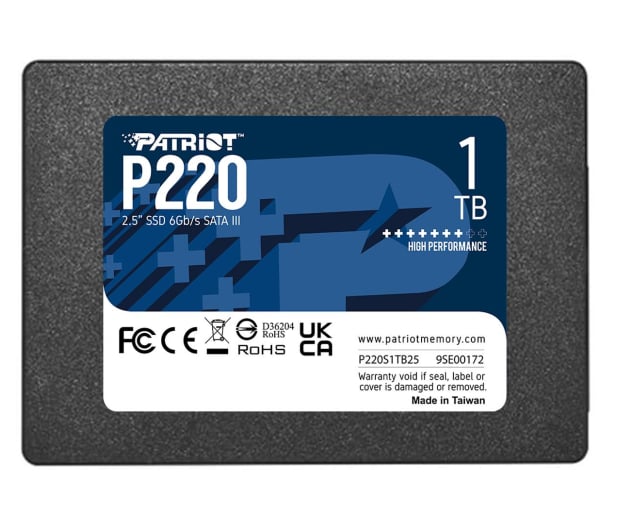 PATRIOT™
P220
2.5" SSD 6Gb/s SATA III
1
TB
HIGH PERFORMANCE
FC CE
D36204
RoHS
RoHS
UK
CA
www.patriotmemory.com
P220S1TB25 9SE00172
Warranty void if seal, label or
cover is damaged or removed.
Made in Taiwan